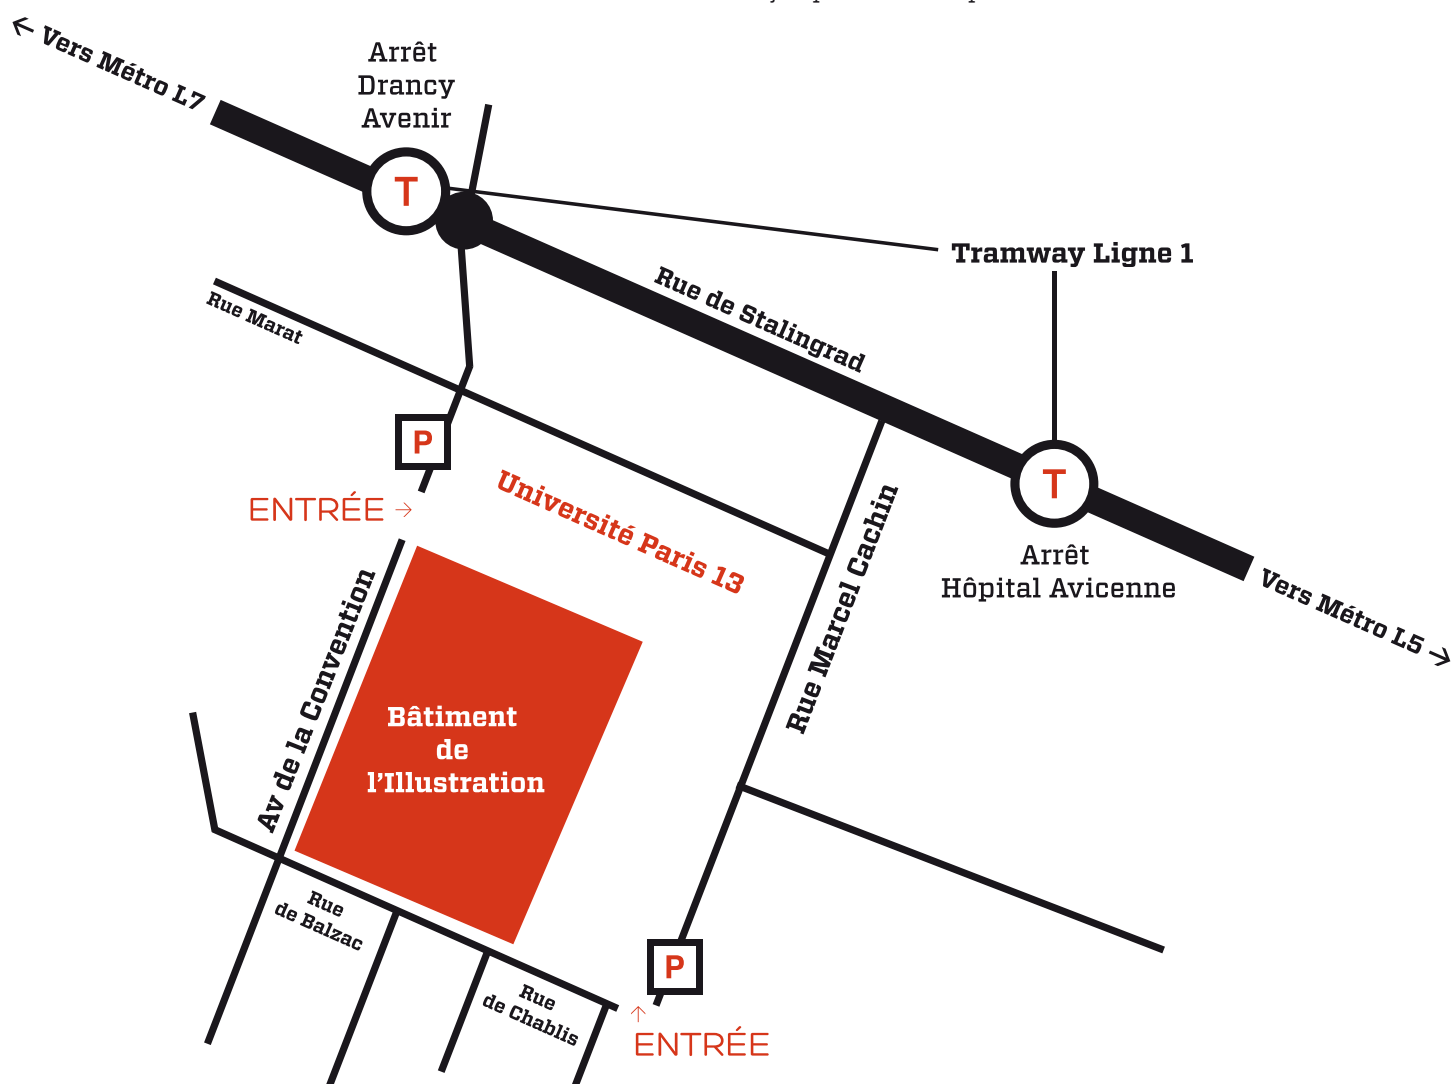 ← Vers Métro L7
Arrêt
Drancy
Avenir
T
Tramway Ligne 1
Rue de Stalingrad
Rue Marat
P
ENTRÉE →
Université Paris 13
T
Arrêt
Hôpital Avicenne
Vers Métro L5 →
Rue Marcel Cachin
Av de la Convention
Bâtiment
de
l'Illustration
Rue
de Balzac
P
Rue
de Chablis
↑
ENTRÉE